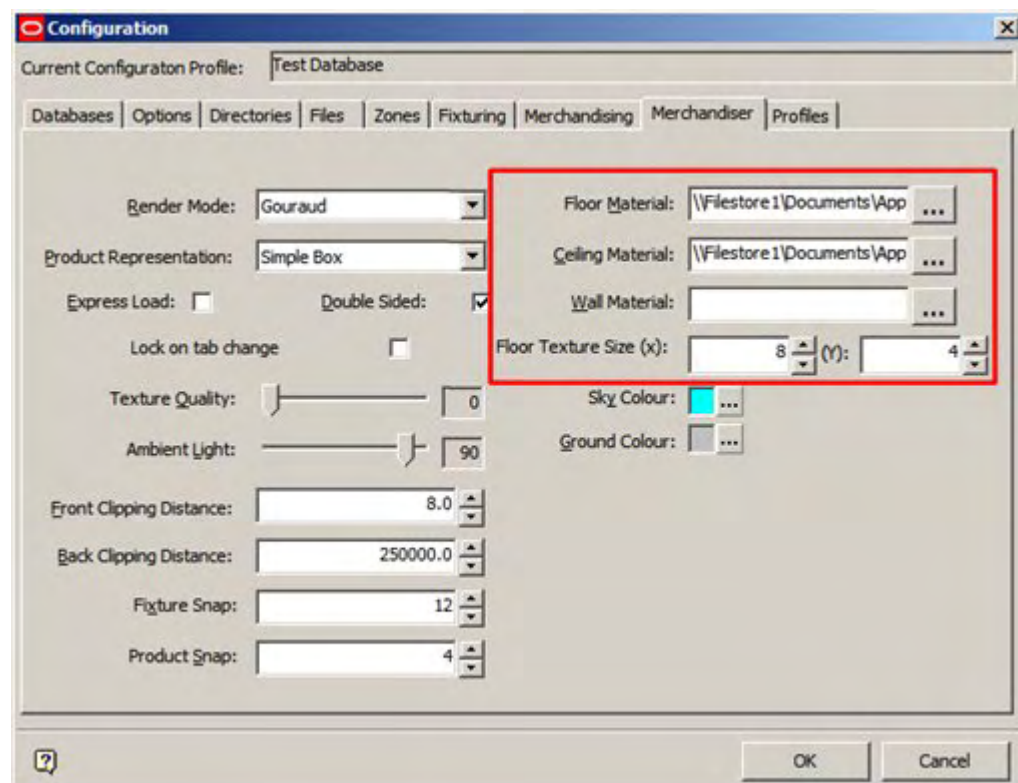 Configuration
Current Configuraton Profile: Test Database
Databases Options Directories Files Zones Fixturing Merchandising Merchandiser Profiles
Render Mode: Gouraud
Product Representation: Simple Box
Express Load: Double Sided:
Lock on tab change
Texture Quality: 0
Ambient Light: 90
Front Clipping Distance: 8.0
Back Clipping Distance: 250000.0
Fixture Snap: 12
Product Snap: 4
Floor Material: \\Filestore1\Documents\App ...
Ceiling Material: \\Filestore1\Documents\App ...
Wall Material: ...
Floor Texture Size (x): 8 (Y): 4
Sky Colour: ...
Ground Colour: ...
?
OK Cancel